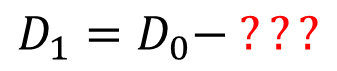 D₁ = D₀− ???